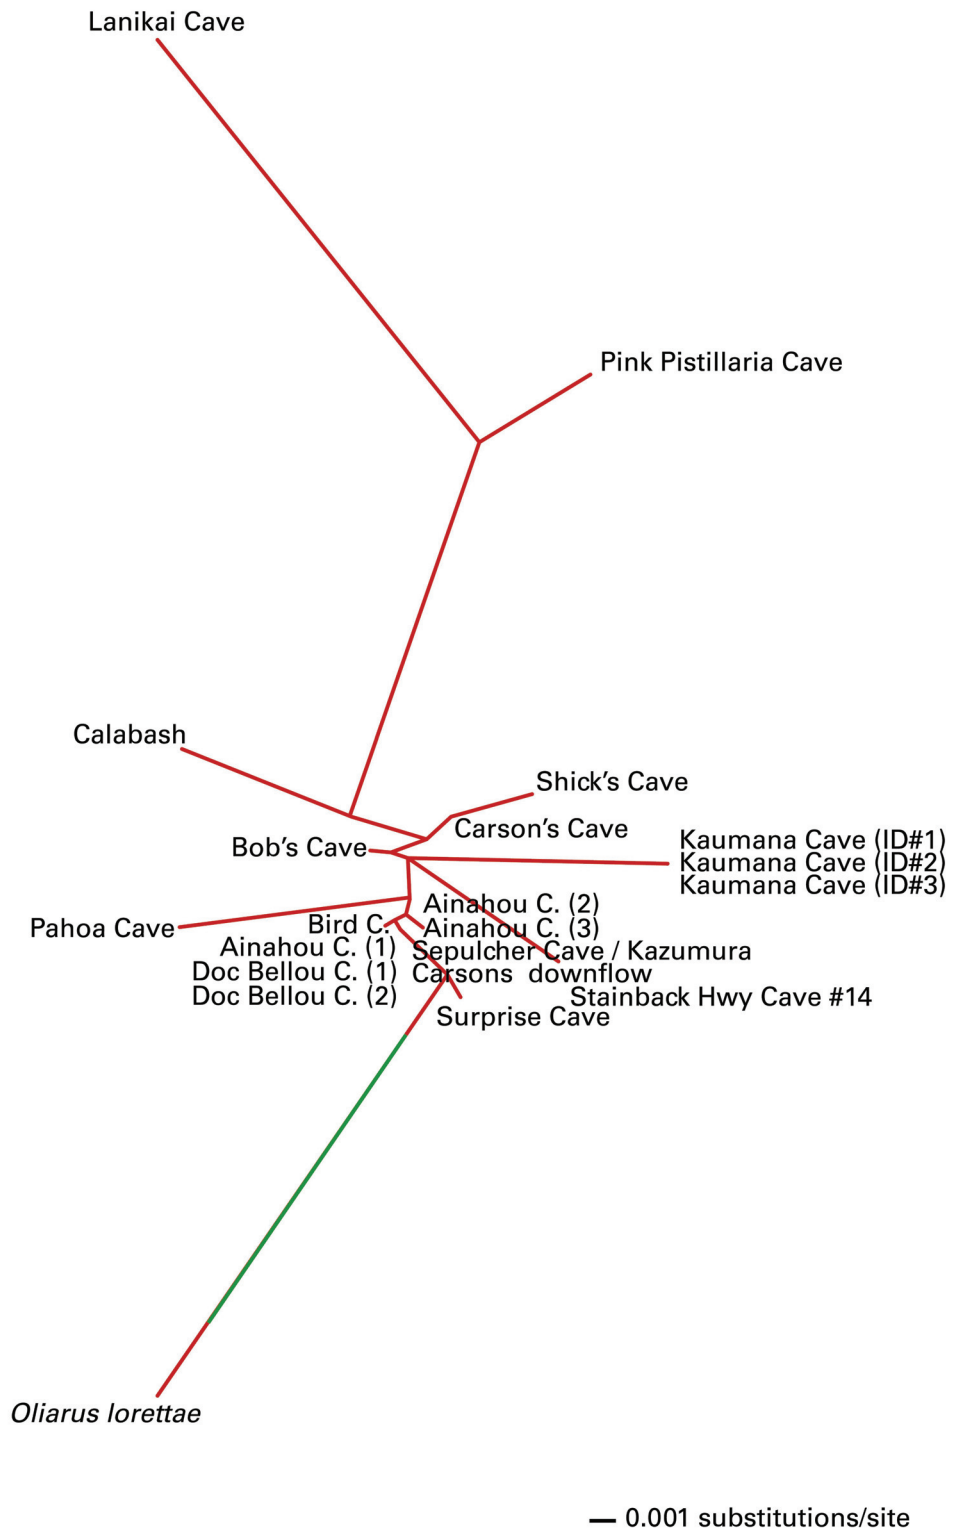 Lanikai Cave
Pink Pistillaria Cave
Calabash
Shick's Cave
Carson's Cave
Bob's Cave
Kaumana Cave (ID#1)
Kaumana Cave (ID#2)
Kaumana Cave (ID#3)
Ainahou C. (2)
Pahoa Cave
Bird C.
Ainahou C. (3)
Ainahou C. (1)
Sepulcher Cave / Kazumura
Doc Bellou C. (1)
Carsons downflow
Doc Bellou C. (2)
Stainback Hwy Cave #14
Surprise Cave
Oliarus lorettae
0.001 substitutions/site